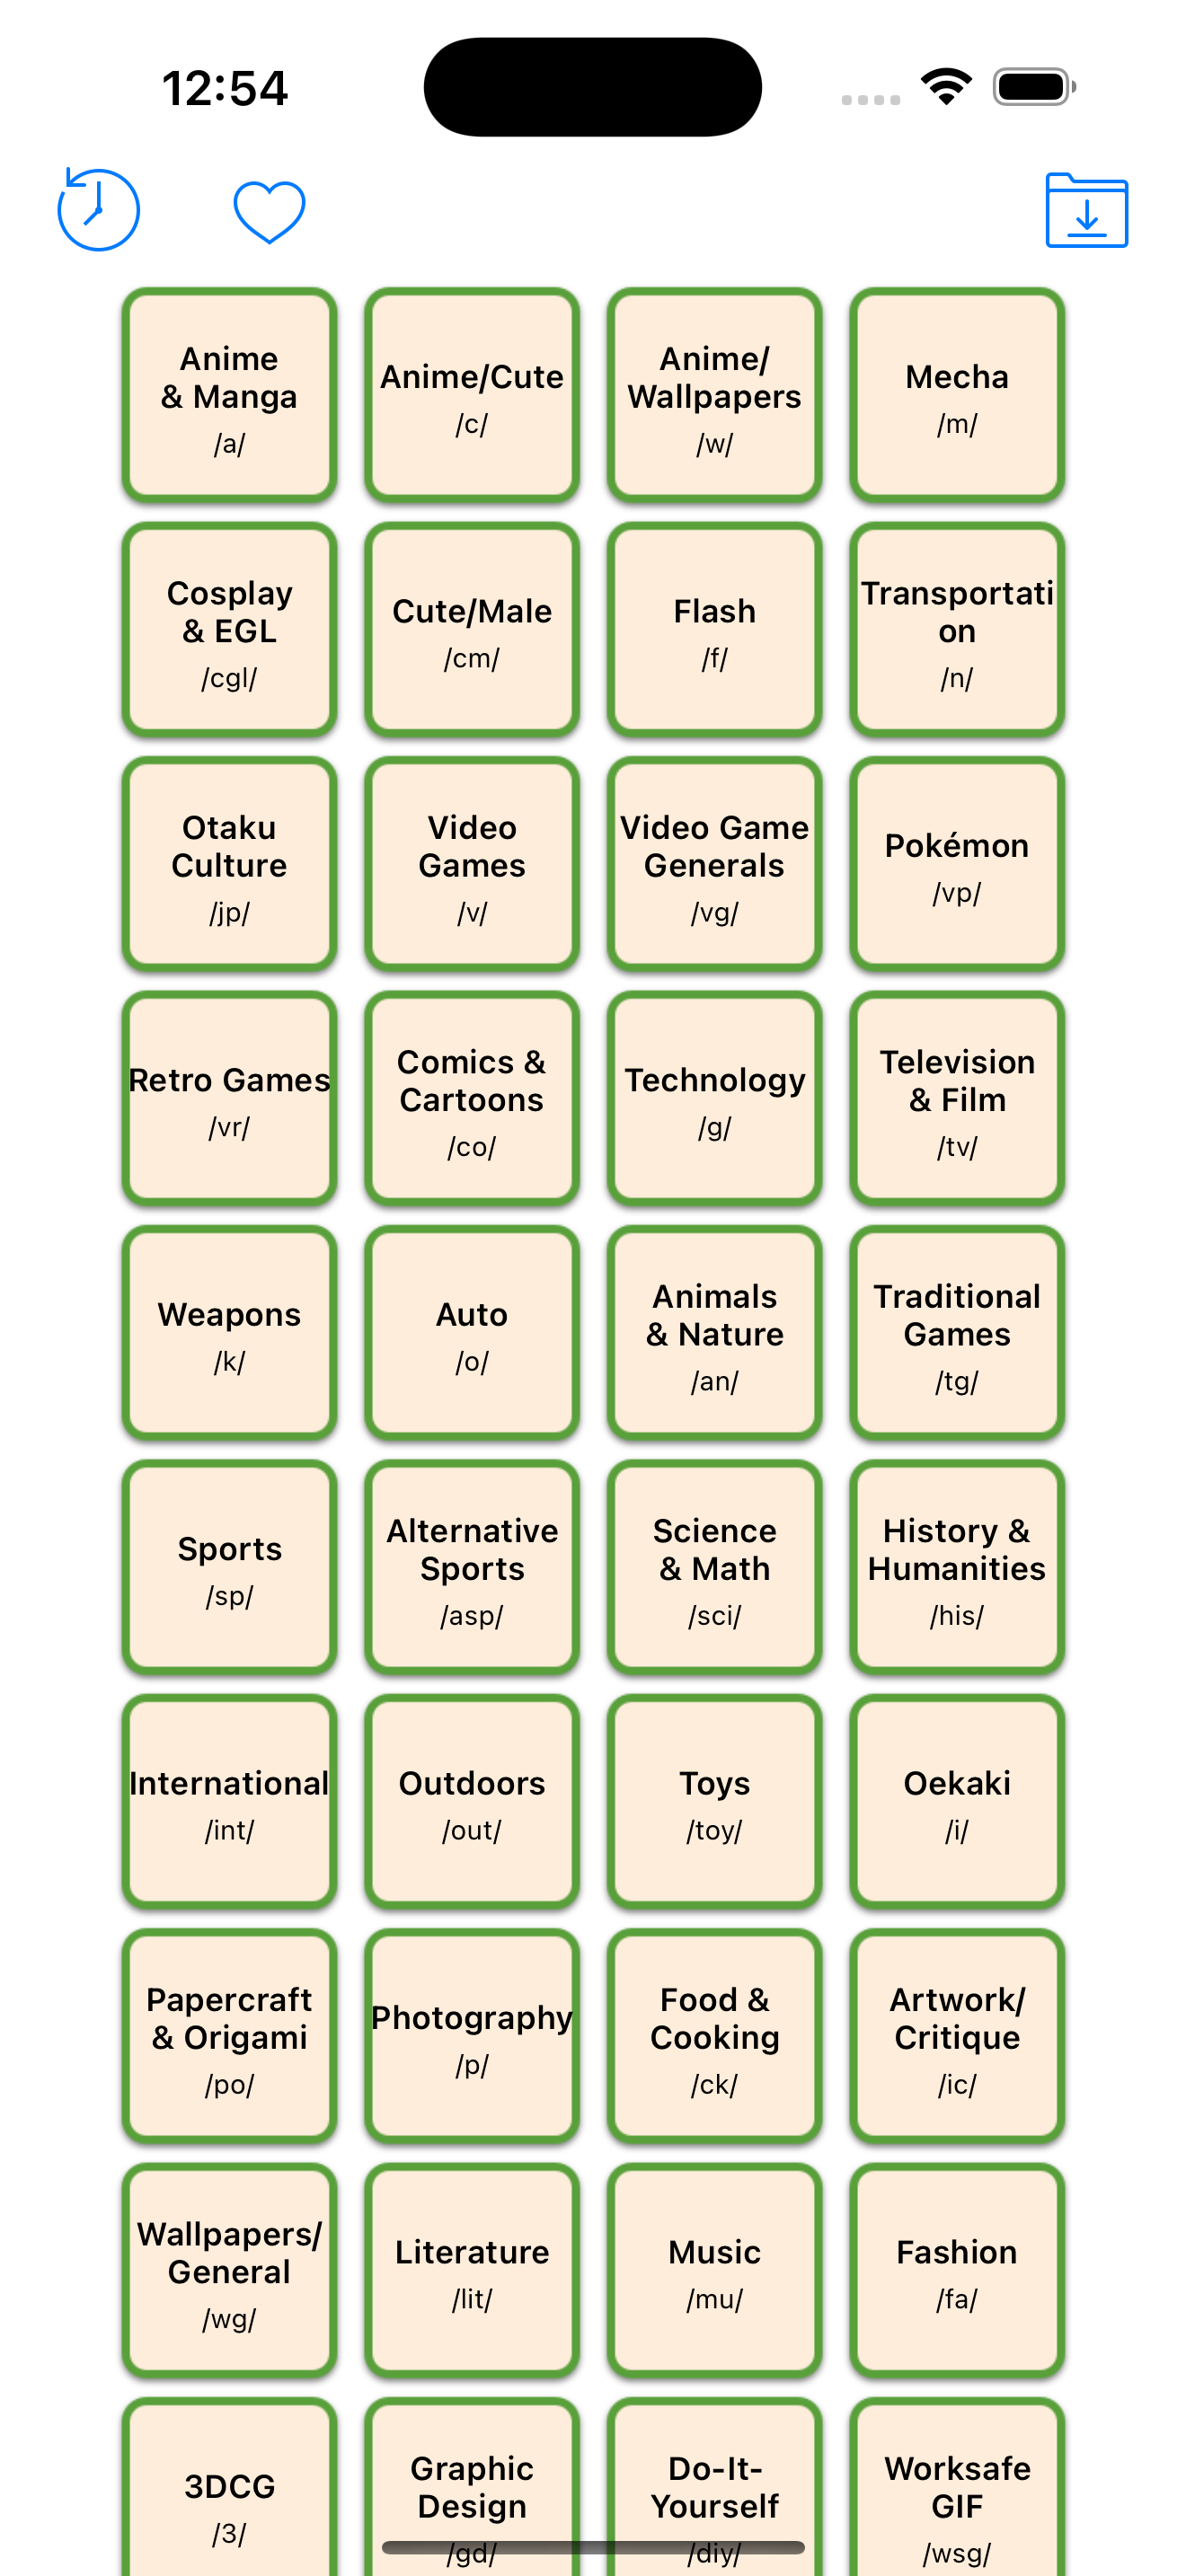 12:54
Anime
& Manga
/a/
Anime/Cute
/c/
Anime/
Wallpapers
/w/
Mecha
/m/
Cosplay
& EGL
/cgl/
Cute/Male
/cm/
Flash
/f/
Transportati
on
/n/
Otaku
Culture
/jp/
Video
Games
/v/
Video Game
Generals
/vg/
Pokémon
/vp/
Retro Games
/vr/
Comics &
Cartoons
/co/
Technology
/g/
Television
& Film
/tv/
Weapons
/k/
Auto
/o/
Animals
& Nature
/an/
Traditional
Games
/tg/
Sports
/sp/
Alternative
Sports
/asp/
Science
& Math
/sci/
History &
Humanities
/his/
International
/int/
Outdoors
/out/
Toys
/toy/
Oekaki
/i/
Papercraft
& Origami
/po/
Photography
/p/
Food &
Cooking
/ck/
Artwork/
Critique
/ic/
Wallpapers/
General
/wg/
Literature
/lit/
Music
/mu/
Fashion
/fa/
3DCG
/3/
Graphic
Design
/gd/
Do-It-
Yourself
/diy/
Worksafe
GIF
/wsg/